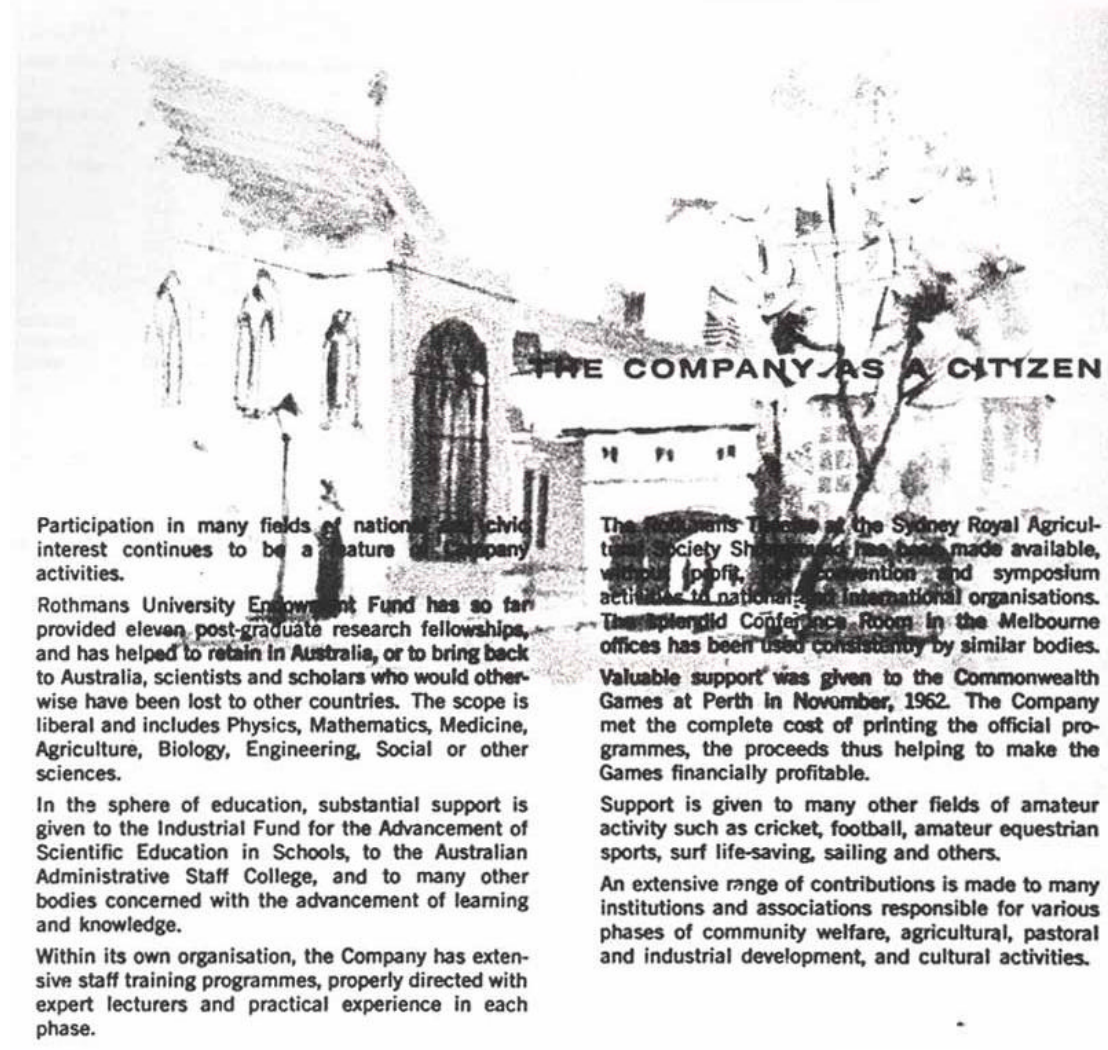 THE COMPANY AS A CITIZEN
Participation in many fields of national and civic
interest continues to be a feature of Company
activities.
Rothmans University Endowment Fund has so far
provided eleven post-graduate research fellowships,
and has helped to retain in Australia, or to bring back
to Australia, scientists and scholars who would other-
wise have been lost to other countries. The scope is
liberal and includes Physics, Mathematics, Medicine,
Agriculture, Biology, Engineering, Social or other
sciences.
In the sphere of education, substantial support is
given to the Industrial Fund for the Advancement of
Scientific Education in Schools, to the Australian
Administrative Staff College, and to many other
bodies concerned with the advancement of learning
and knowledge.
Within its own organisation, the Company has exten-
sive staff training programmes, properly directed with
expert lecturers and practical experience in each
phase.
The Rothmans Theatre at the Sydney Royal Agricul-
tural Society Showground has been made available,
without profit, for convention and symposium
activities to national and international organisations.
The splendid Conference Room in the Melbourne
offices has been used consistently by similar bodies.
Valuable support was given to the Commonwealth
Games at Perth in November, 1962. The Company
met the complete cost of printing the official pro-
grammes, the proceeds thus helping to make the
Games financially profitable.
Support is given to many other fields of amateur
activity such as cricket, football, amateur equestrian
sports, surf life-saving, sailing and others.
An extensive range of contributions is made to many
institutions and associations responsible for various
phases of community welfare, agricultural, pastoral
and industrial development, and cultural activities.